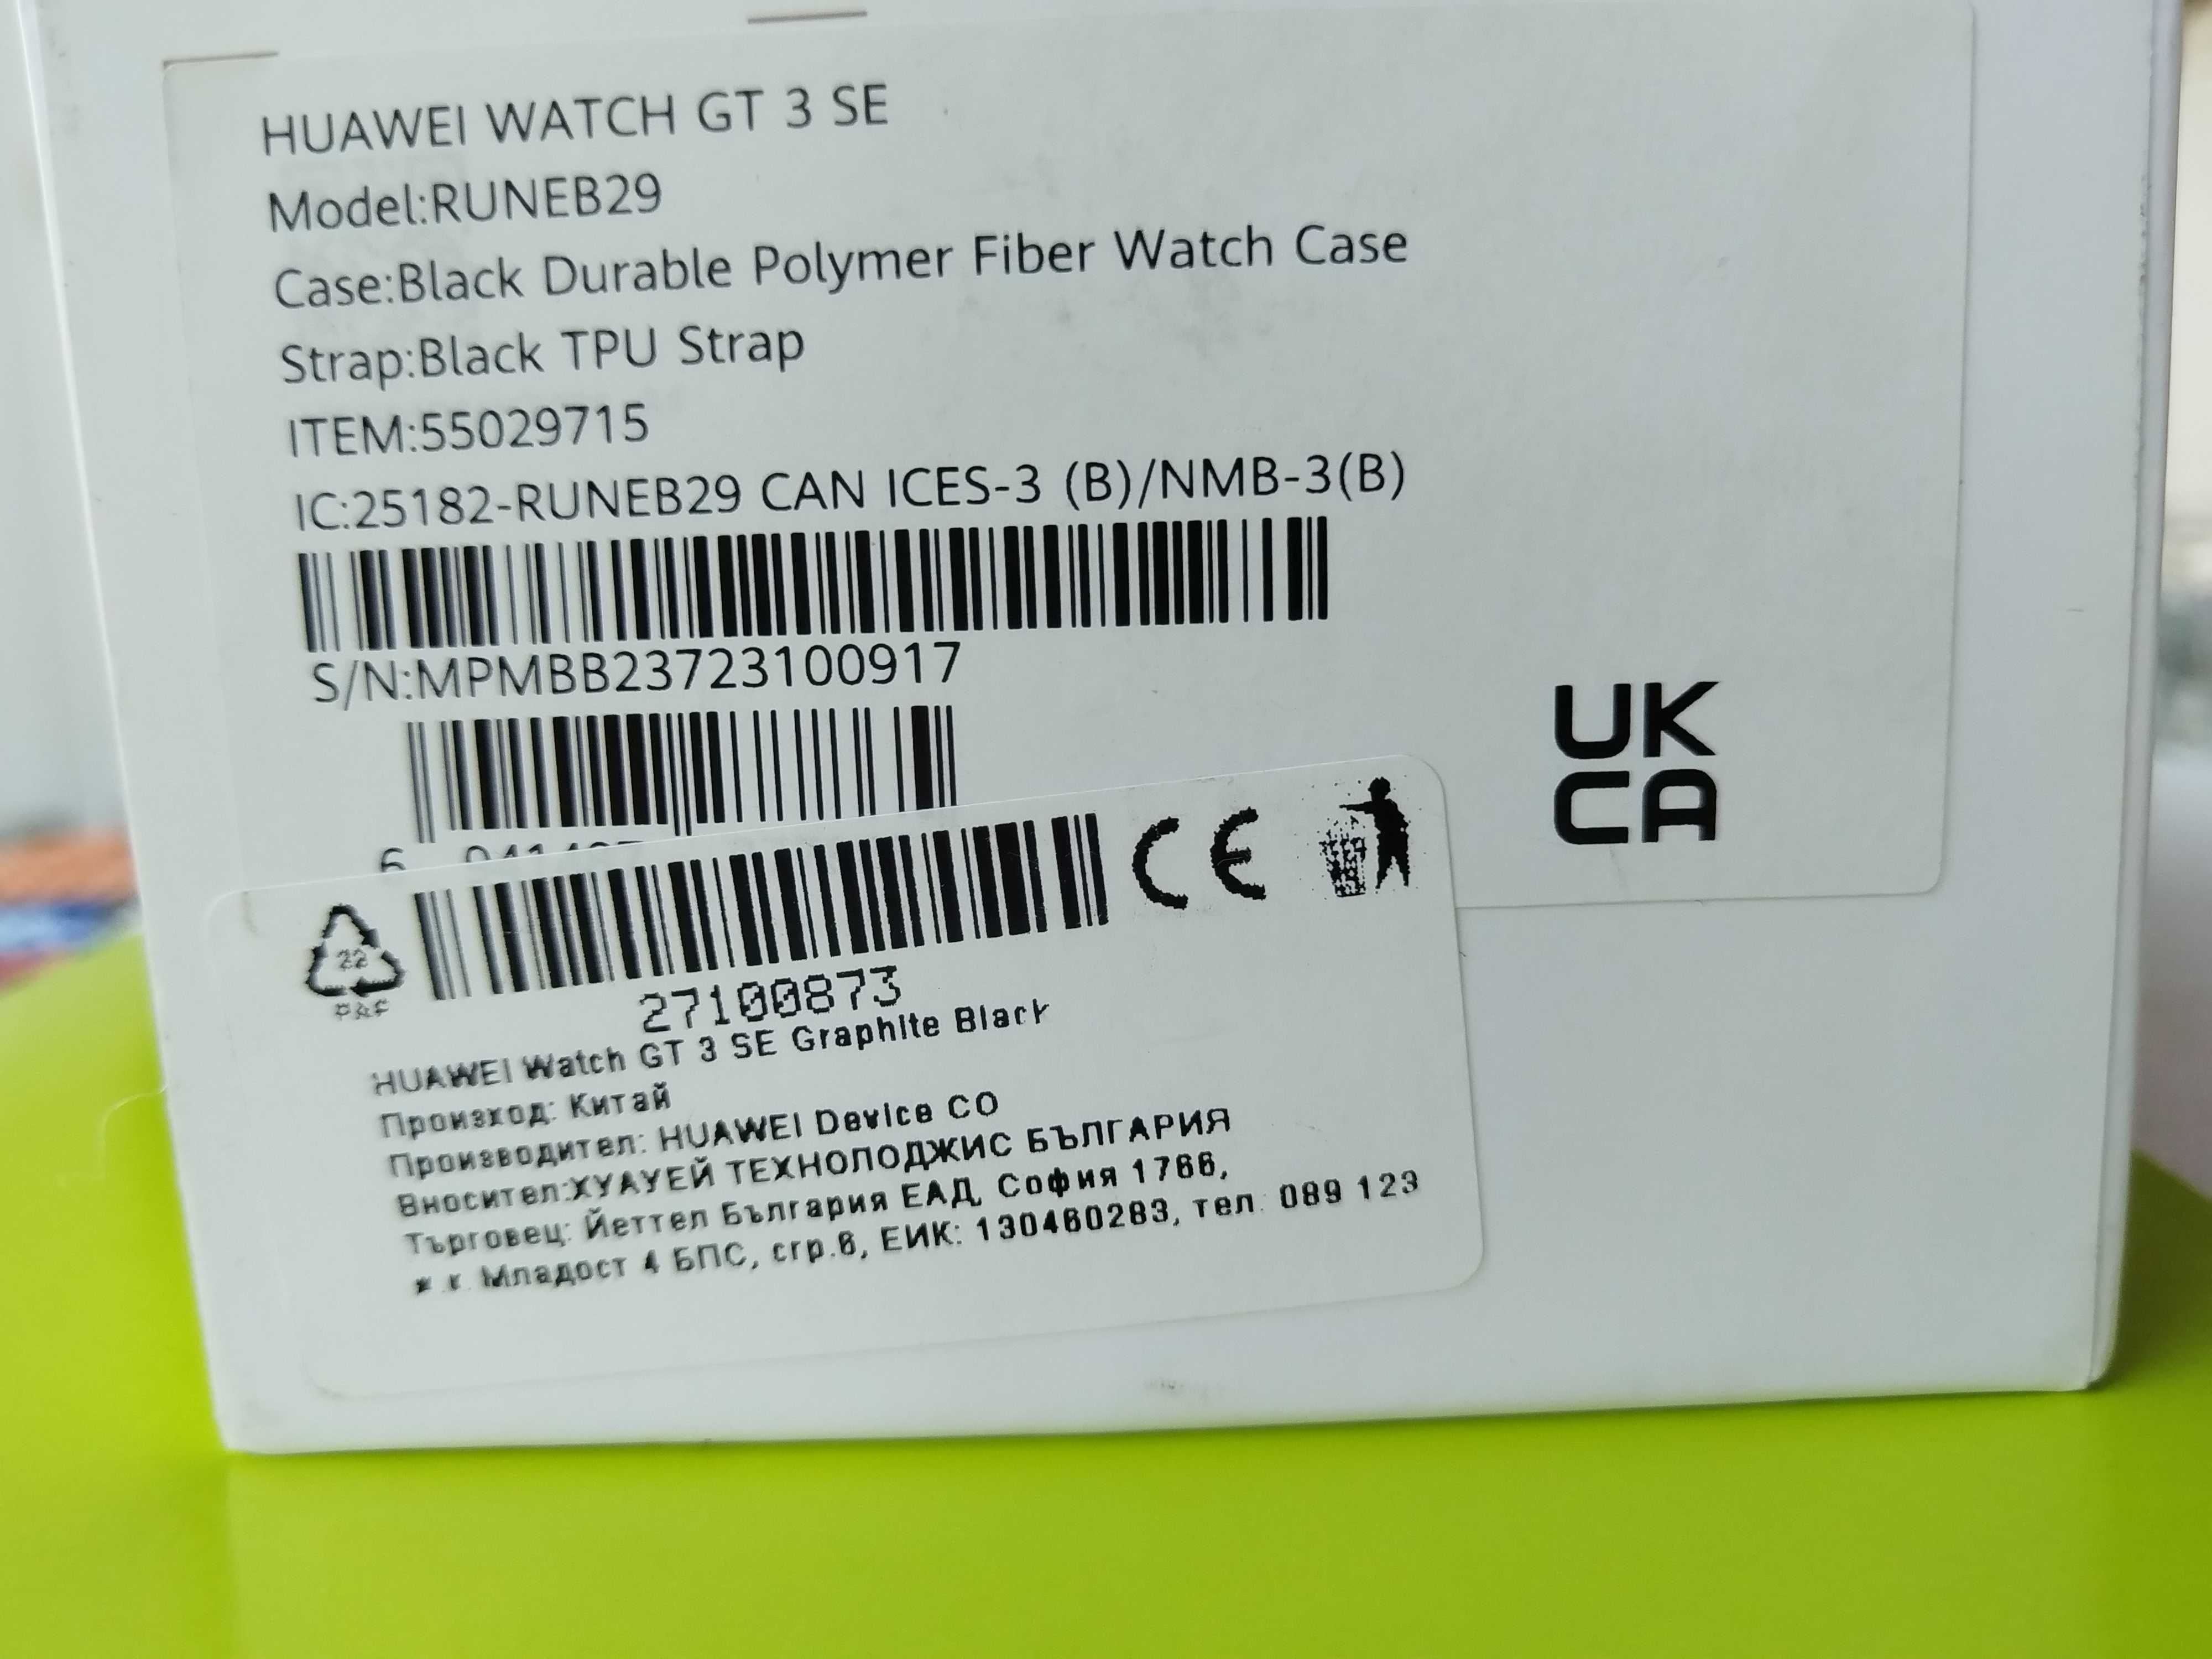 HUAWEI WATCH GT 3 SE
Model:RUNEB29
Case:Black Durable Polymer Fiber Watch Case
Strap:Black TPU Strap
ITEM:55029715
IC:25182-RUNEB29 CAN ICES-3 (B)/NMB-3(B)
S/N:MPMBB23723100917
UK
CA
CE
22
PAP
27100873
HUAWEI Watch GT 3 SE Graphite Black
Произход: Китай
Производител: HUAWEI Device CO
Вносител:ХУАУЕЙ ТЕХНОЛОДЖИС БЪЛГАРИЯ
Търговец: Йеттел България ЕАД, София 1766,
ж.к. Младост 4 БПС, сгр.6, ЕИК: 130460283, тел. 089 123